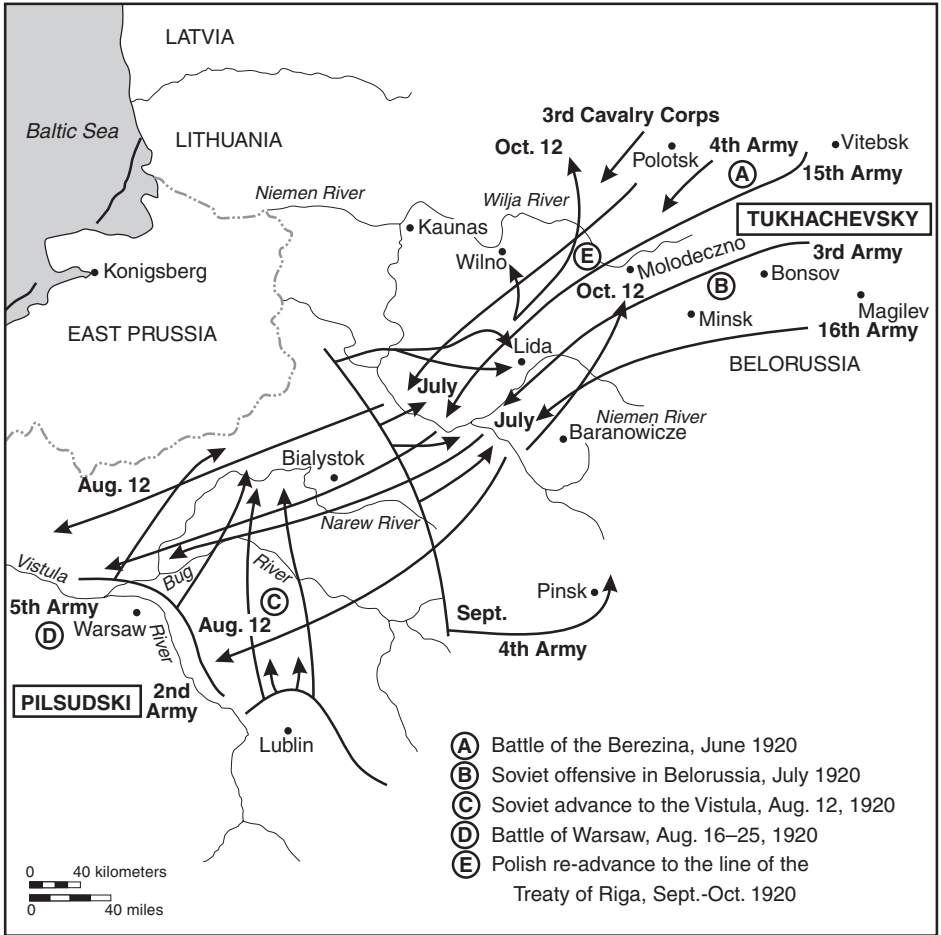 LATVIA
Baltic Sea
LITHUANIA
3rd Cavalry Corps
Oct. 12
Polotsk
4th Army
Vitebsk
A
15th Army
Niemen River
Wilja River
TUKHACHEVSKY
Kaunas
Wilno
E
Molodeczno
3rd Army
Konigsberg
Oct. 12
B
Bonsov
Minsk
Magilev
EAST PRUSSIA
16th Army
Lida
BELORUSSIA
July
July
Niemen River
Baranowicze
Bialystok
Aug. 12
Narew River
Vistula
Bug
River
Pinsk
5th Army
C
Sept.
D
Warsaw
River
Aug. 12
4th Army
PILSUDSKI
2nd
Army
Lublin
A Battle of the Berezina, June 1920
B Soviet offensive in Belorussia, July 1920
C Soviet advance to the Vistula, Aug. 12, 1920
D Battle of Warsaw, Aug. 16–25, 1920
E Polish re-advance to the line of the
Treaty of Riga, Sept.-Oct. 1920
0 40 kilometers
0 40 miles